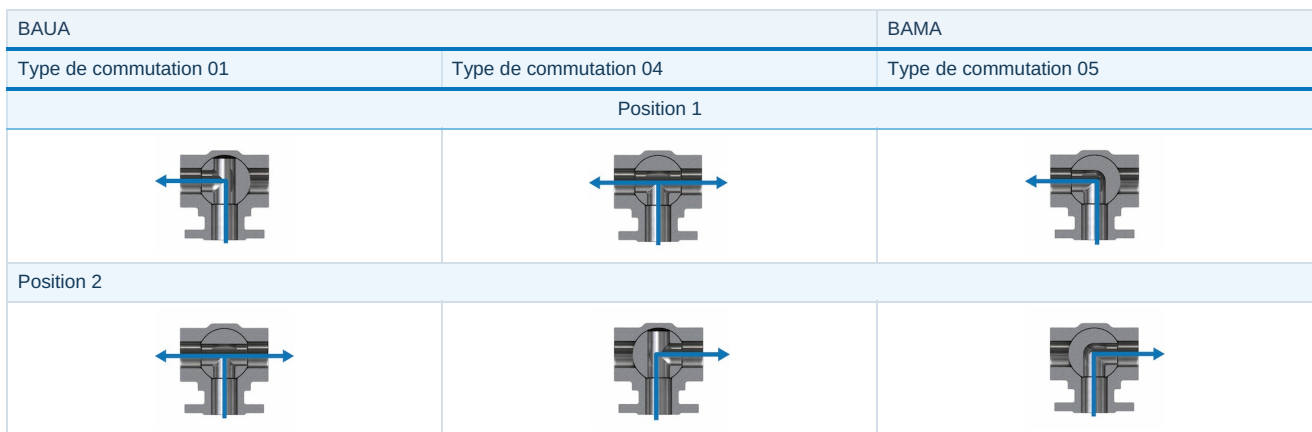 BAUA BAMA
Type de commutation 01 Type de commutation 04 Type de commutation 05
Position 1
Position 2